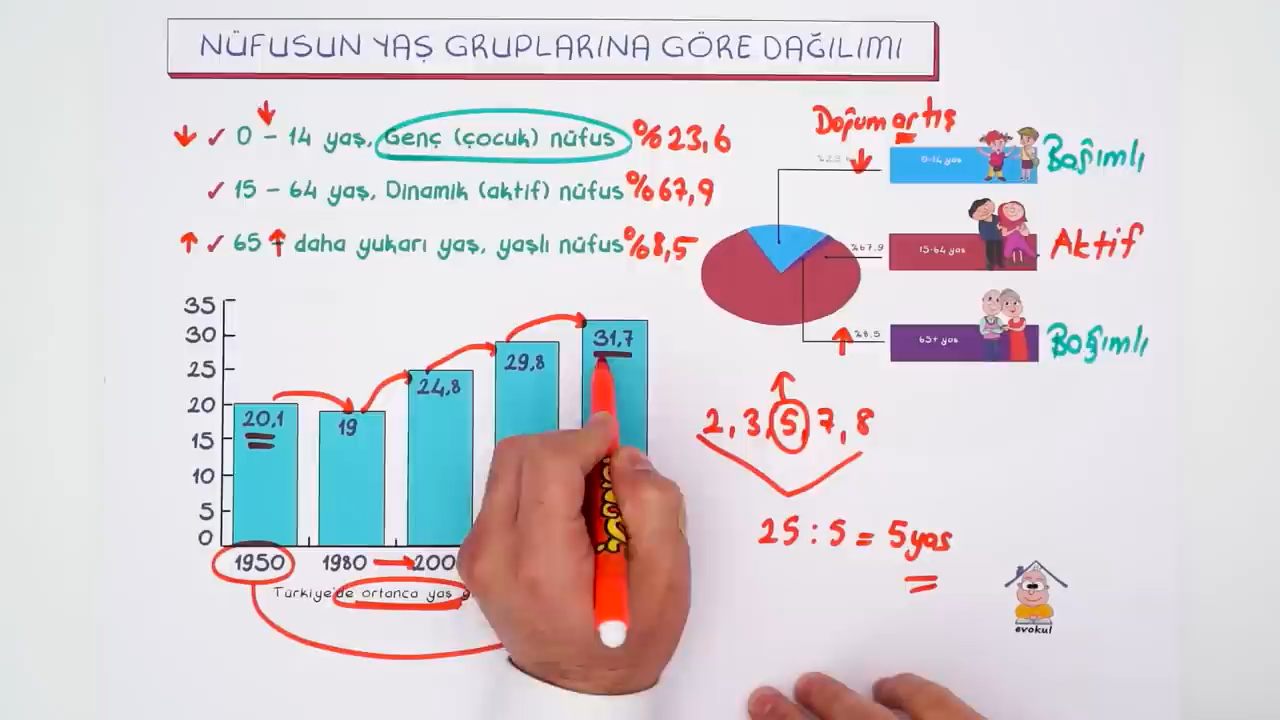 NÜFUSUN YAŞ GRUPLARINA GÖRE DAĞILIMI
✓ 0 – 14 yaş, Genç (çocuk) nüfus %23,6
✓ 15 – 64 yaş, Dinamik (aktif) nüfus %67,9
✓ 65 + daha yukarı yaş, yaşlı nüfus %8,5
Doğum artış
0-14 yaş
Bağımlı
%67,9
15-64 yaş
Aktif
%8,5
65+ yaş
Bağımlı
35
30
25
20
15
10
5
0
20,1
19
24,8
29,8
31,7
1950
1980
Türkiye'de ortanca yaş
2, 3, 5, 7, 8
25 : 5 = 5 yaş
evokul